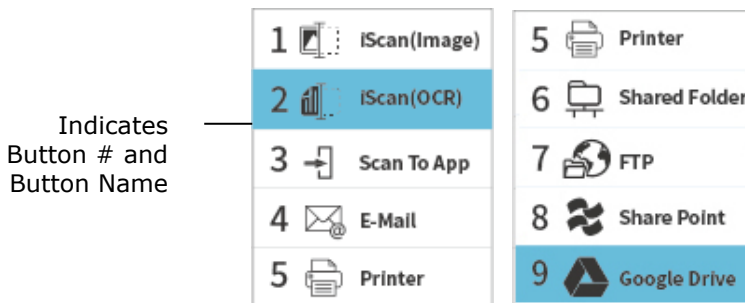 Indicates
Button # and
Button Name
1 iScan(Image)
2 iScan(OCR)
3 Scan To App
4 @ E-Mail
5 Printer
5 Printer
6 Shared Folder
7 FTP
8 Share Point
9 Google Drive